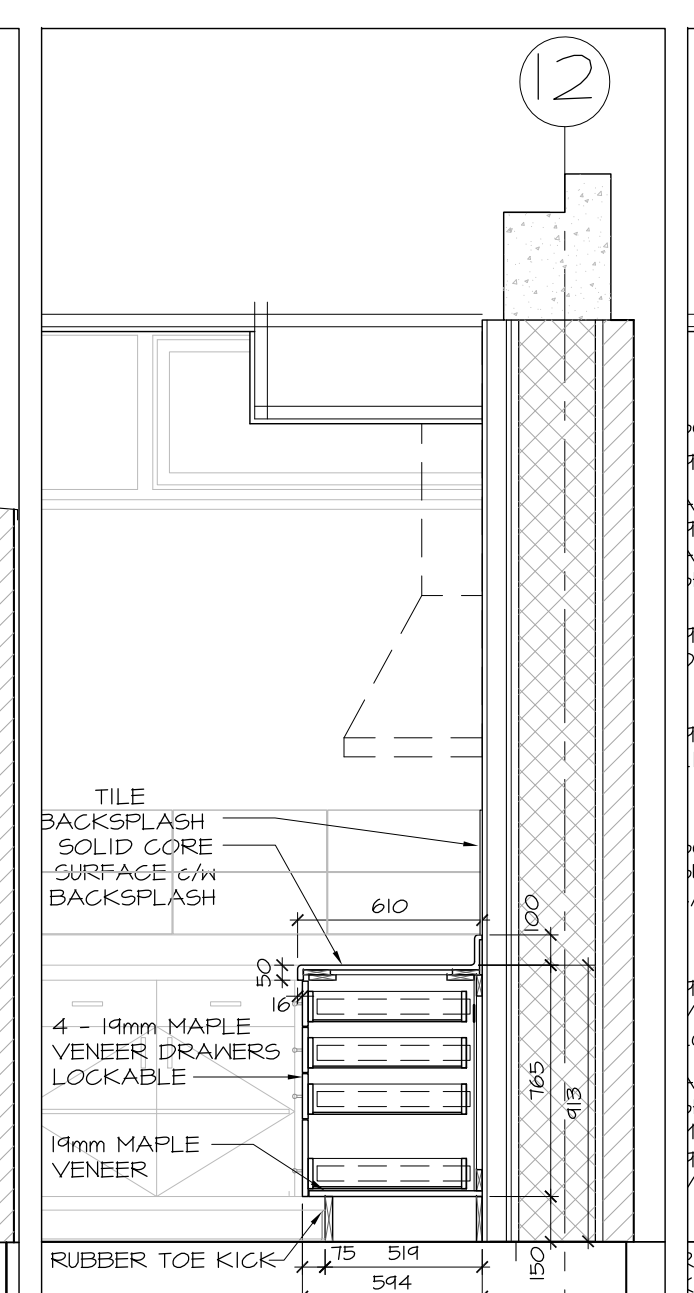 12
TILE
BACKSPLASH
SOLID CORE
SURFACE c/w
BACKSPLASH
610
100
50
16
4 - 19mm MAPLE
VENEER DRAWERS
LOCKABLE
765
913
19mm MAPLE
VENEER
RUBBER TOE KICK
75 519
150
594